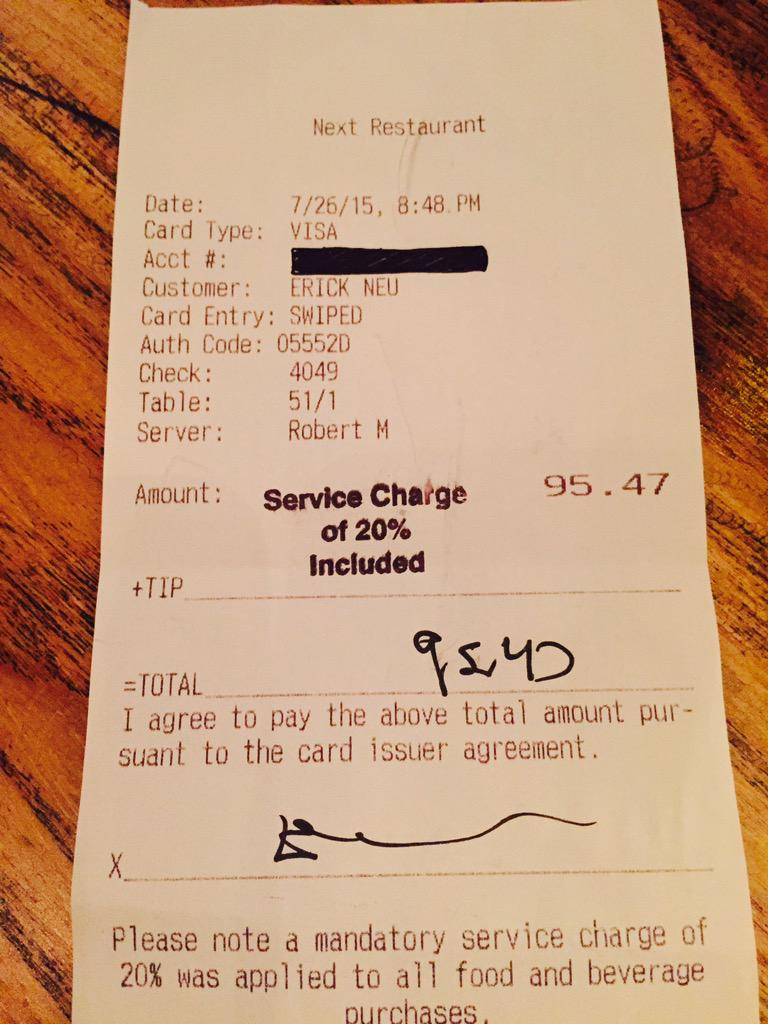 Next Restaurant
Date: 7/26/15, 8:48 PM
Card Type: VISA
Acct #:
Customer: ERICK NEU
Card Entry: SWIPED
Auth Code: 05552D
Check: 4049
Table: 51/1
Server: Robert M
Amount: 95.47
Service Charge
of 20%
Included
+TIP
=TOTAL
I agree to pay the above total amount pur-
suant to the card issuer agreement.
X
Please note a mandatory service charge of
20% was applied to all food and beverage
purchases.